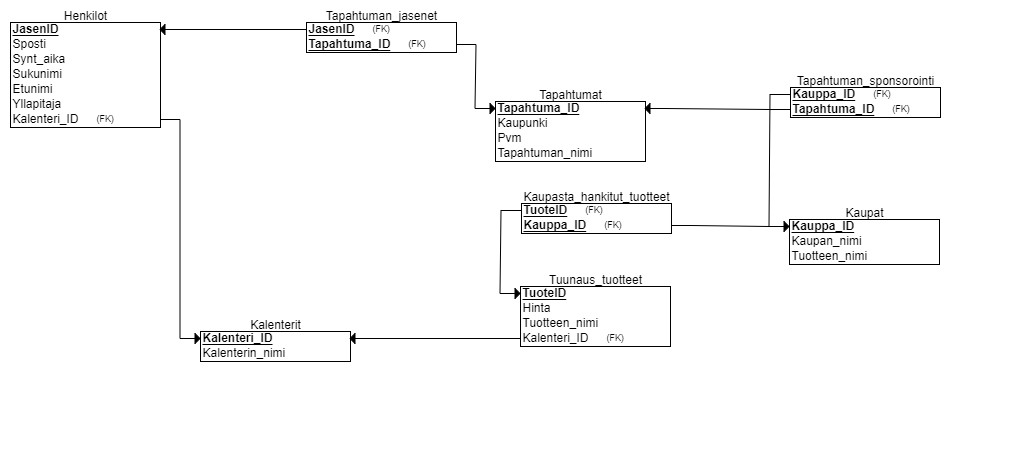 Henkilot
JasenID
Sposti
Synt_aika
Sukunimi
Etunimi
Yllapitaja
Kalenteri_ID (FK)
Tapahtuman_jasenet
JasenID (FK)
Tapahtuma_ID (FK)
Tapahtumat
Tapahtuma_ID
Kaupunki
Pvm
Tapahtuman_nimi
Tapahtuman_sponsorointi
Kauppa_ID (FK)
Tapahtuma_ID (FK)
Kaupasta_hankitut_tuotteet
TuoteID (FK)
Kauppa_ID (FK)
Kaupat
Kauppa_ID
Kaupan_nimi
Tuotteen_nimi
Tuunaus_tuotteet
TuoteID
Hinta
Tuotteen_nimi
Kalenteri_ID (FK)
Kalenterit
Kalenteri_ID
Kalenterin_nimi